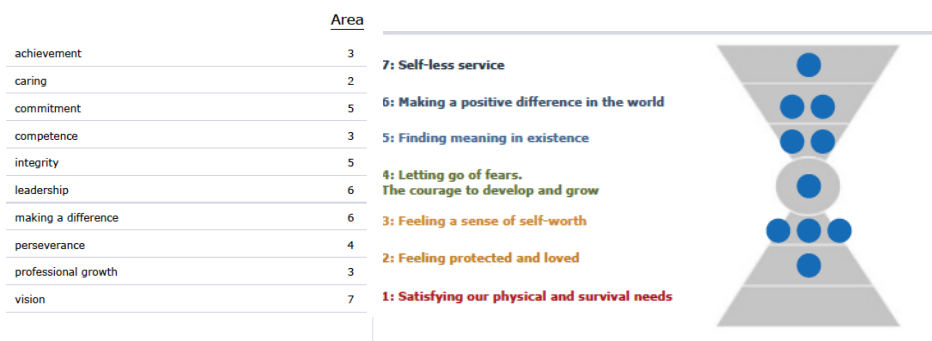 Area
achievement 3
caring 2
commitment 5
competence 3
integrity 5
leadership 6
making a difference 6
perseverance 4
professional growth 3
vision 7
7: Self-less service
6: Making a positive difference in the world
5: Finding meaning in existence
4: Letting go of fears.
The courage to develop and grow
3: Feeling a sense of self-worth
2: Feeling protected and loved
1: Satisfying our physical and survival needs